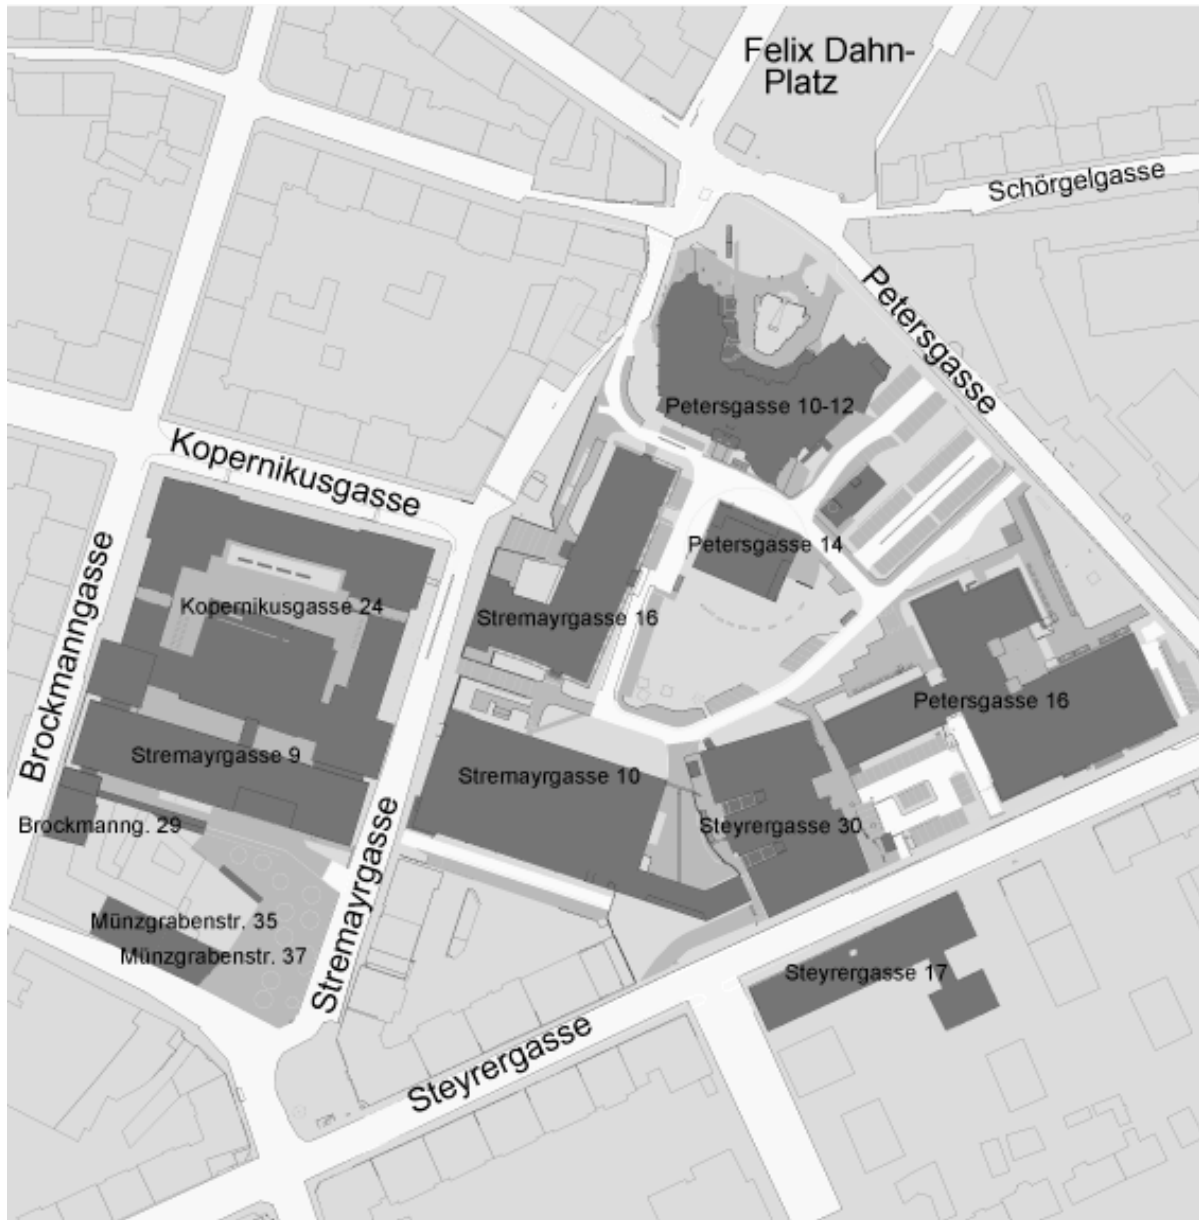 Felix Dahn-
Platz
Schörgelgasse
Petersgasse
Petersgasse 10-12
Kopernikusgasse
Petersgasse 14
Brockmanngasse
Kopernikusgasse 24
Stremayrgasse 16
Petersgasse 16
Stremayrgasse 9
Stremayrgasse 10
Brockmanng. 29
Steyrergasse 30
Stremayrgasse
Münzgrabenstr. 35
Münzgrabenstr. 37
Steyrergasse 17
Steyrergasse